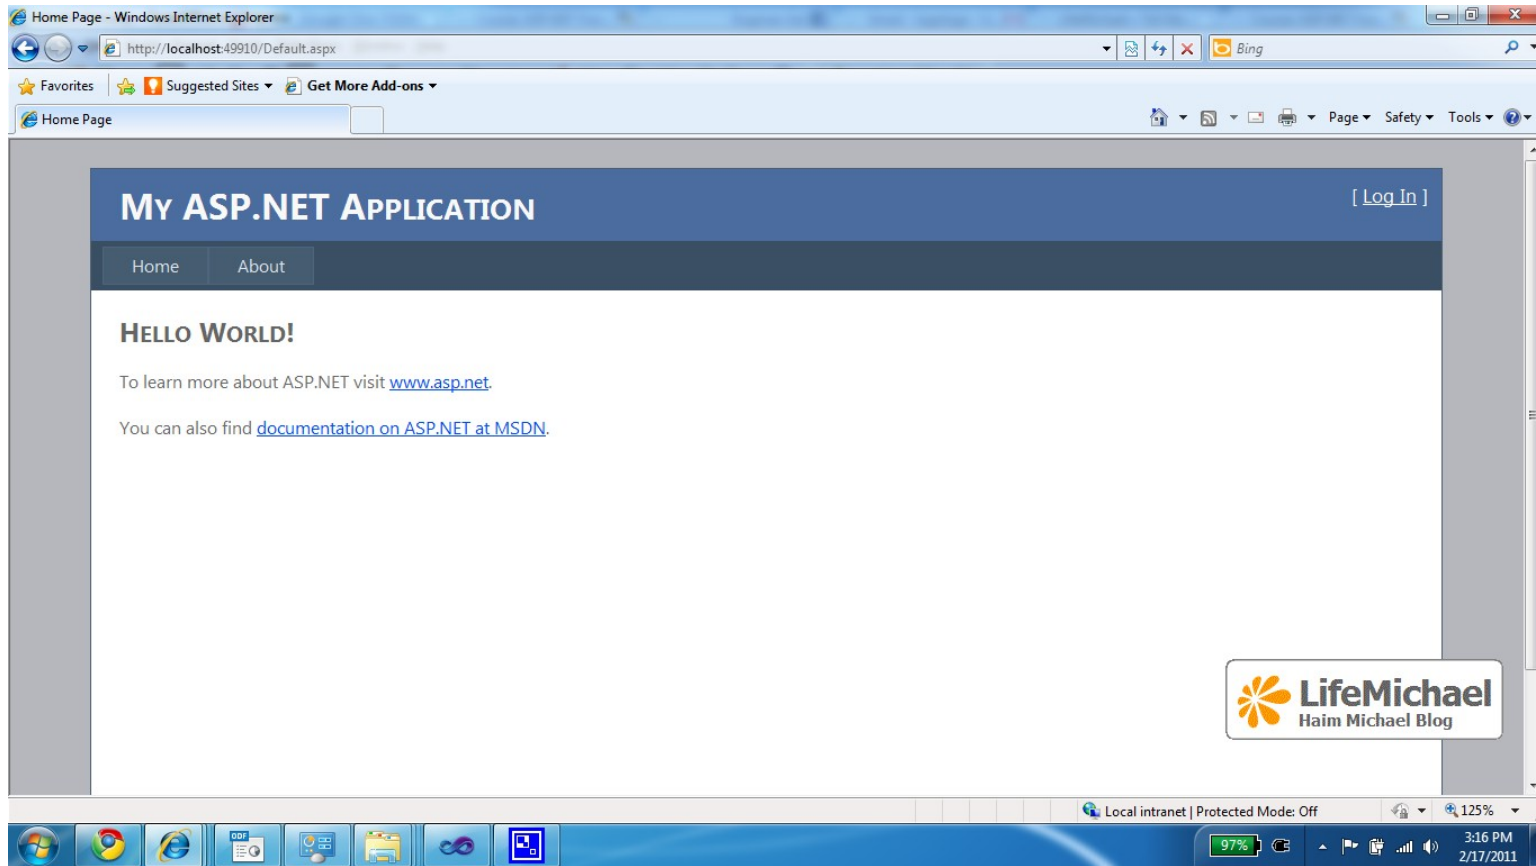 Home Page - Windows Internet Explorer
http://localhost:49910/Default.aspx
Bing
Favorites Suggested Sites Get More Add-ons
Home Page
Page Safety Tools
My ASP.NET Application
[ Log In ]
Home About
Hello World!
To learn more about ASP.NET visit www.asp.net.
You can also find documentation on ASP.NET at MSDN.
LifeMichael
Haim Michael Blog
Local intranet | Protected Mode: Off
125%
ODF
97%
3:16 PM
2/17/2011